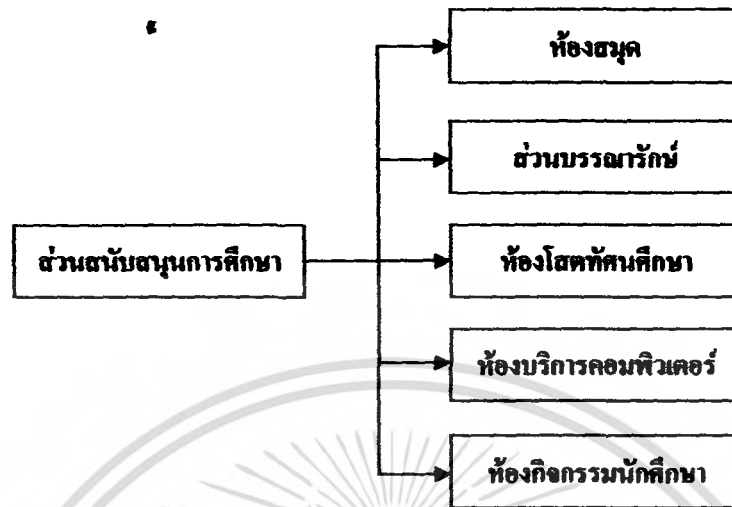 ห้องสมุด
ส่วนบรรณารักษ์
ส่วนสนับสนุนการศึกษา
ห้องโสตทัศนศึกษา
ห้องบริการคอมพิวเตอร์
ห้องกิจกรรมนักศึกษา